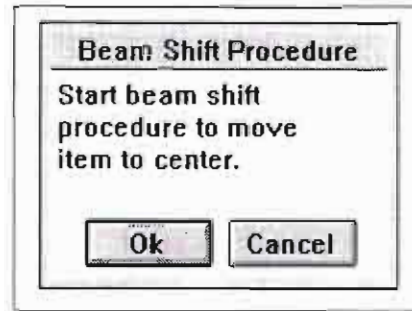 Beam Shift Procedure
Start beam shift
procedure to move
item to center.
Ok
Cancel